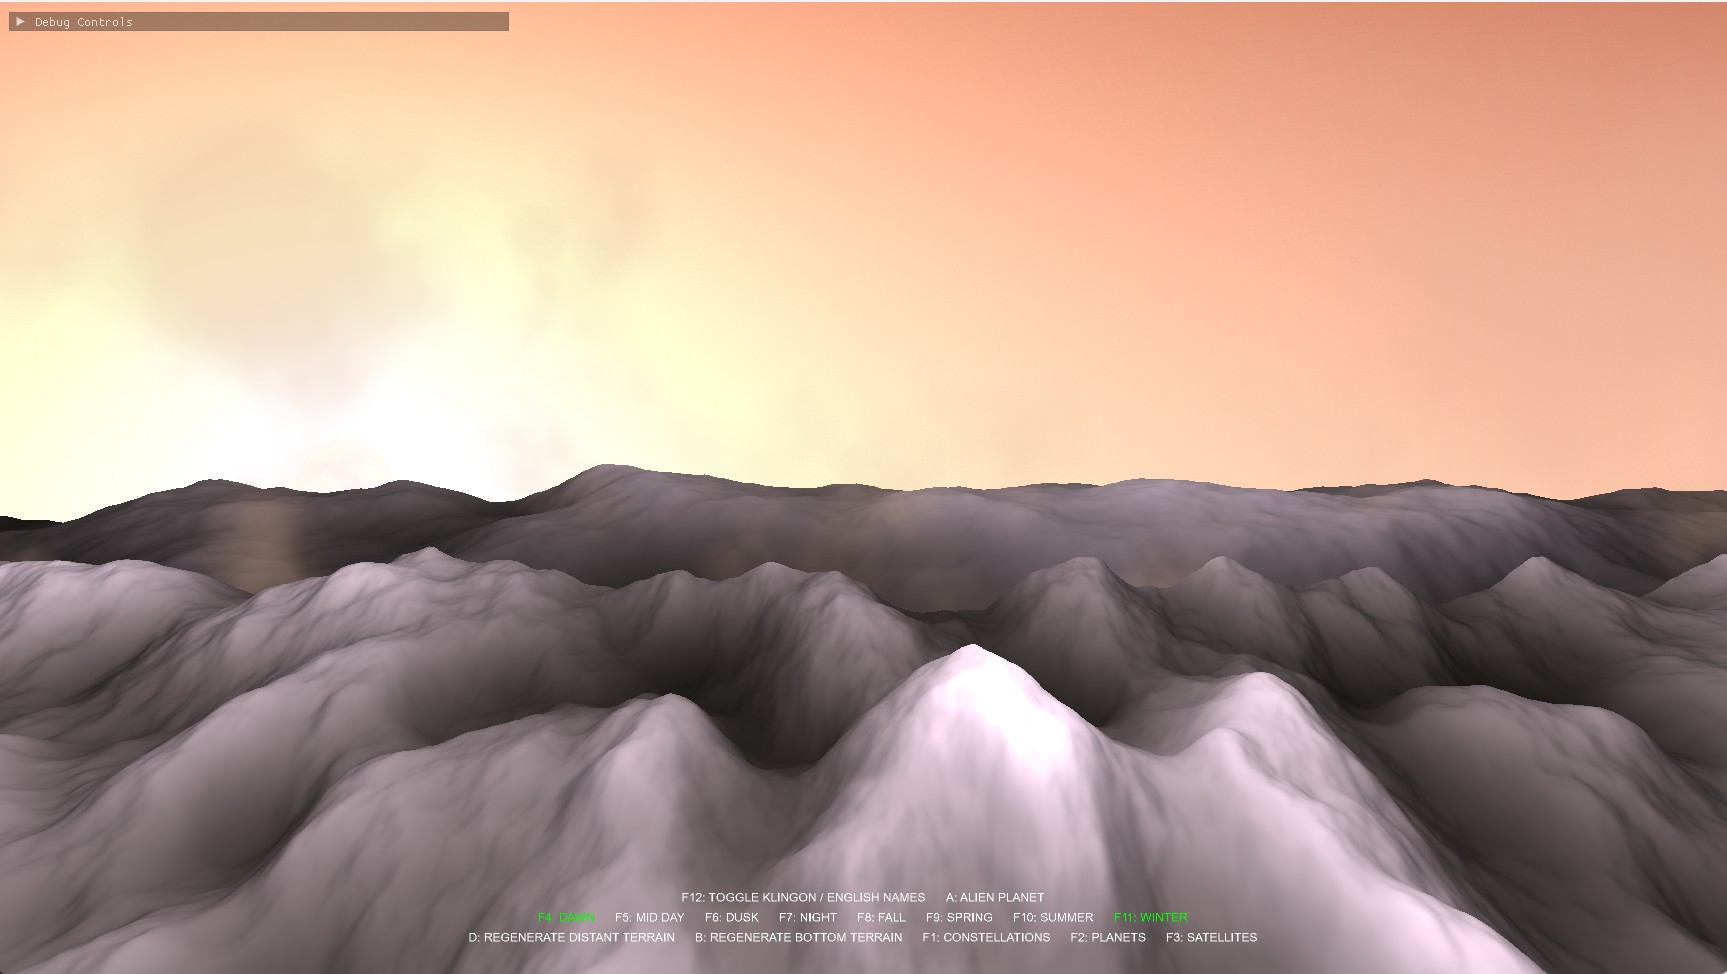 Debug Controls
F12: TOGGLE KLINGON / ENGLISH NAMES A: ALIEN PLANET
F4: DAWN F5: MID DAY F6: DUSK F7: NIGHT F8: FALL F9: SPRING F10: SUMMER F11: WINTER
D: REGENERATE DISTANT TERRAIN B: REGENERATE BOTTOM TERRAIN F1: CONSTELLATIONS F2: PLANETS F3: SATELLITES